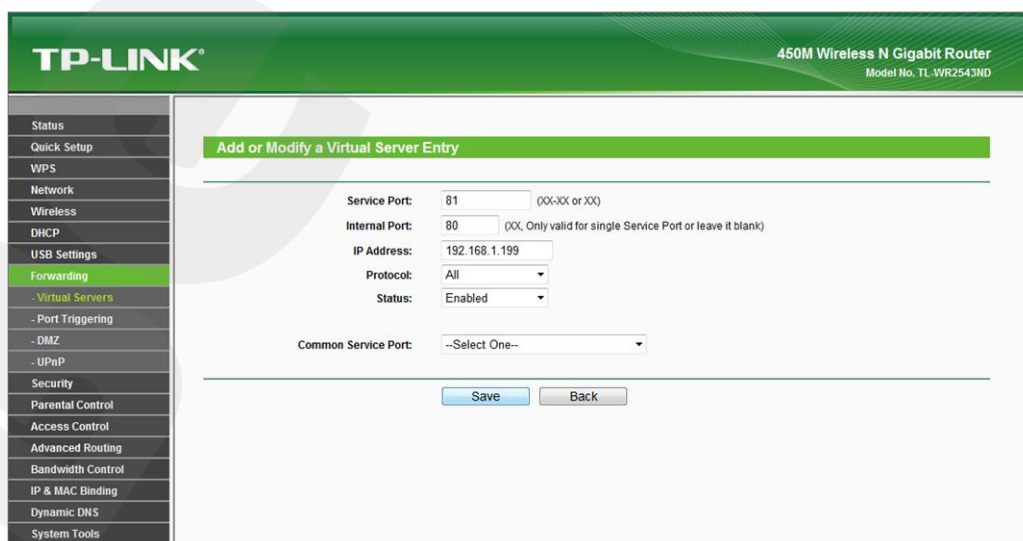 TP-LINK®
450M Wireless N Gigabit Router
Model No. TL-WR2543ND
Status
Quick Setup
WPS
Network
Wireless
DHCP
USB Settings
Forwarding
- Virtual Servers
- Port Triggering
- DMZ
- UPnP
Security
Parental Control
Access Control
Advanced Routing
Bandwidth Control
IP & MAC Binding
Dynamic DNS
System Tools
Add or Modify a Virtual Server Entry
Service Port: 81 (XX-XX or XX)
Internal Port: 80 (XX, Only valid for single Service Port or leave it blank)
IP Address: 192.168.1.199
Protocol: All
Status: Enabled
Common Service Port: --Select One--
Save Back